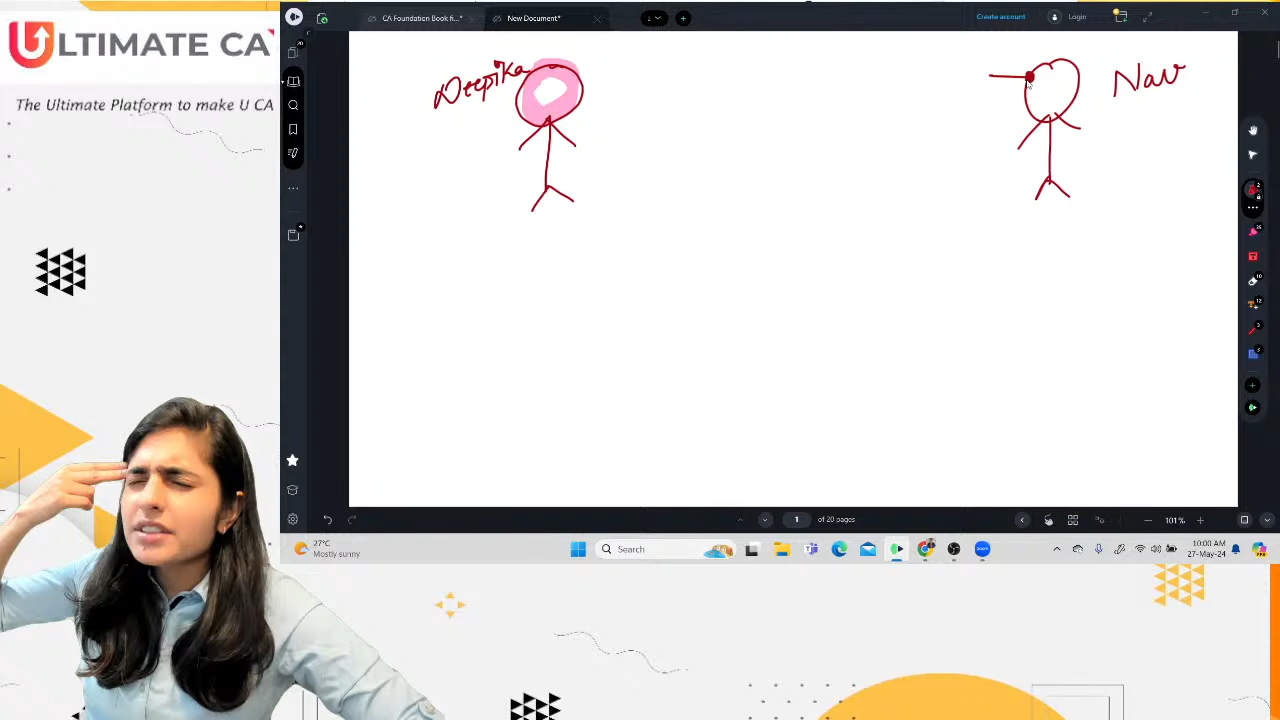 ULTIMATE CA
The Ultimate Platform to make U CA
CA Foundation Book fi...*
New Document*
Create account
Login
Deepika
Nav
1
of 20 pages
101%
27°C
Mostly sunny
Search
10:00 AM
27-May-24